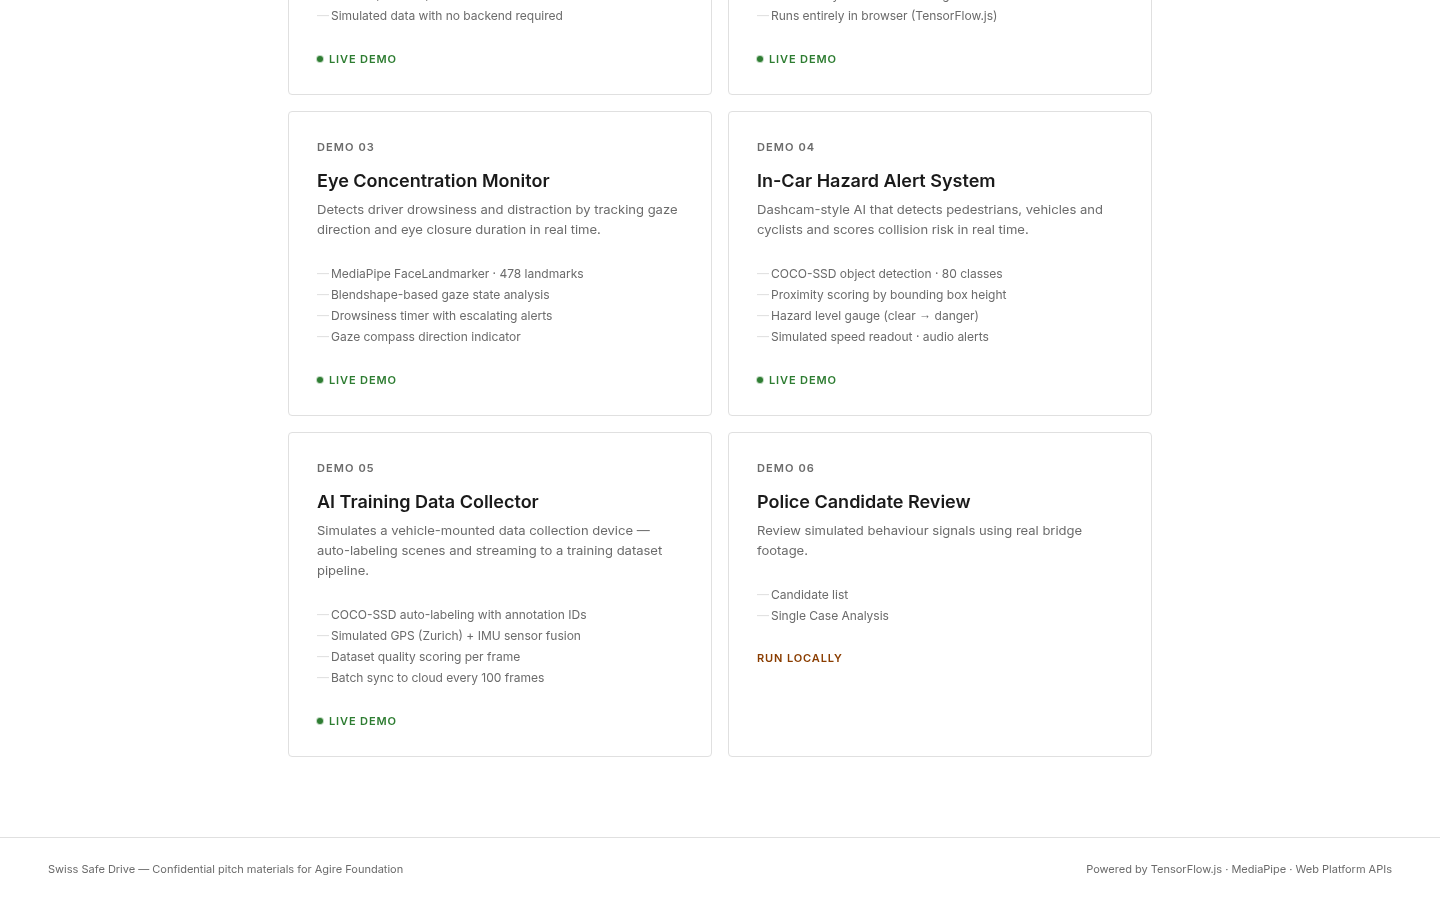 Simulated data with no backend required
LIVE DEMO
Runs entirely in browser (TensorFlow.js)
LIVE DEMO
DEMO 03
Eye Concentration Monitor
Detects driver drowsiness and distraction by tracking gaze
direction and eye closure duration in real time.
— MediaPipe FaceLandmarker · 478 landmarks
— Blendshape-based gaze state analysis
— Drowsiness timer with escalating alerts
— Gaze compass direction indicator
LIVE DEMO
DEMO 04
In-Car Hazard Alert System
Dashcam-style AI that detects pedestrians, vehicles and
cyclists and scores collision risk in real time.
— COCO-SSD object detection · 80 classes
— Proximity scoring by bounding box height
— Hazard level gauge (clear → danger)
— Simulated speed readout · audio alerts
LIVE DEMO
DEMO 05
AI Training Data Collector
Simulates a vehicle-mounted data collection device —
auto-labeling scenes and streaming to a training dataset
pipeline.
— COCO-SSD auto-labeling with annotation IDs
— Simulated GPS (Zurich) + IMU sensor fusion
— Dataset quality scoring per frame
— Batch sync to cloud every 100 frames
LIVE DEMO
DEMO 06
Police Candidate Review
Review simulated behaviour signals using real bridge
footage.
— Candidate list
— Single Case Analysis
RUN LOCALLY
Swiss Safe Drive — Confidential pitch materials for Agire Foundation
Powered by TensorFlow.js · MediaPipe · Web Platform APIs